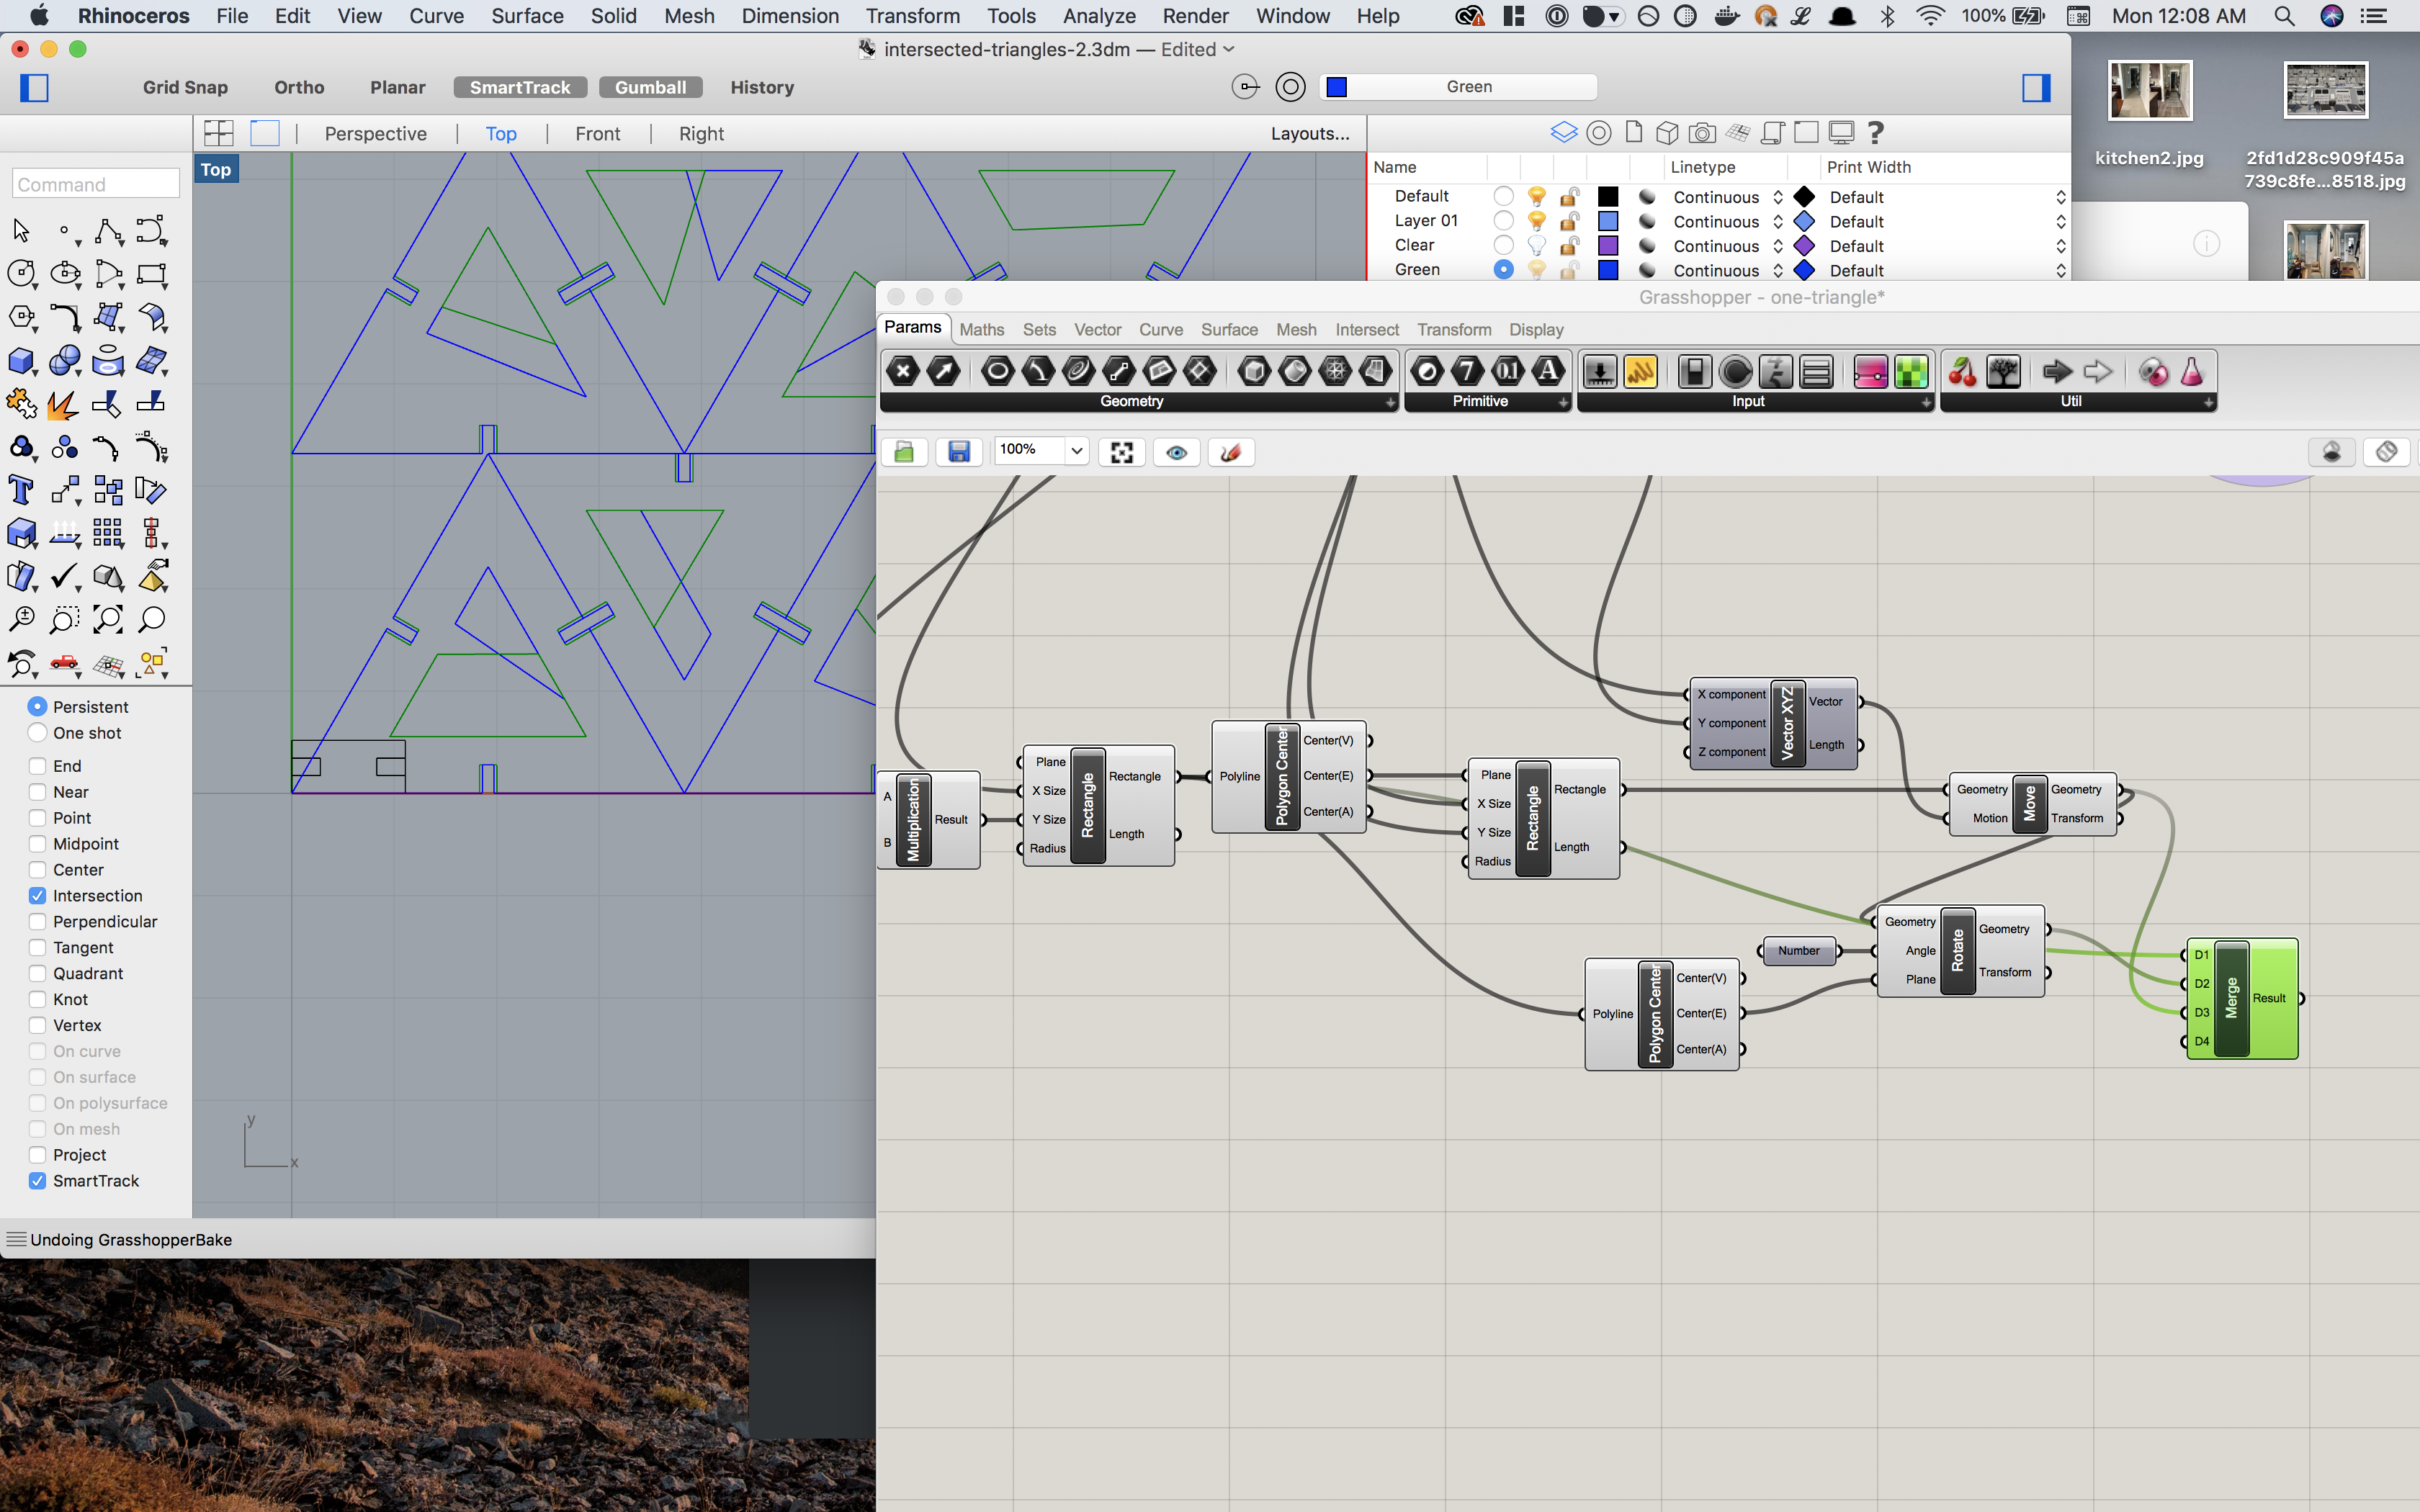 Rhinoceros File Edit View Curve Surface Solid Mesh Dimension Transform Tools Analyze Render Window Help 100% Mon 12:08 AM
intersected-triangles-2.3dm — Edited
Grid Snap Ortho Planar SmartTrack Gumball History Green
Perspective Top Front Right Layouts...
Top
Command
Name Linetype Print Width
Default Continuous Default
Layer 01 Continuous Default
Clear Continuous Default
Green Continuous Default
kitchen2.jpg
2fd1d28c909f45a
739c8fe...8518.jpg
Grasshopper - one-triangle*
Params Maths Sets Vector Curve Surface Mesh Intersect Transform Display
Geometry Primitive Input Util
100%
Persistent
One shot
End
Near
Point
Midpoint
Center
Intersection
Perpendicular
Tangent
Quadrant
Knot
Vertex
On curve
On surface
On polysurface
On mesh
Project
SmartTrack
y
x
Undoing GrasshopperBake
A
B
Multiplication
Result
Plane
X Size
Y Size
Radius
Rectangle
Rectangle
Length
Polyline
Polygon Center
Center(V)
Center(E)
Center(A)
Plane
X Size
Y Size
Radius
Rectangle
Rectangle
Length
X component
Y component
Z component
Vector XYZ
Vector
Length
Geometry
Motion
Move
Geometry
Transform
Number
Geometry
Angle
Plane
Rotate
Geometry
Transform
Polyline
Polygon Center
Center(V)
Center(E)
Center(A)
D1
D2
D3
D4
Merge
Result